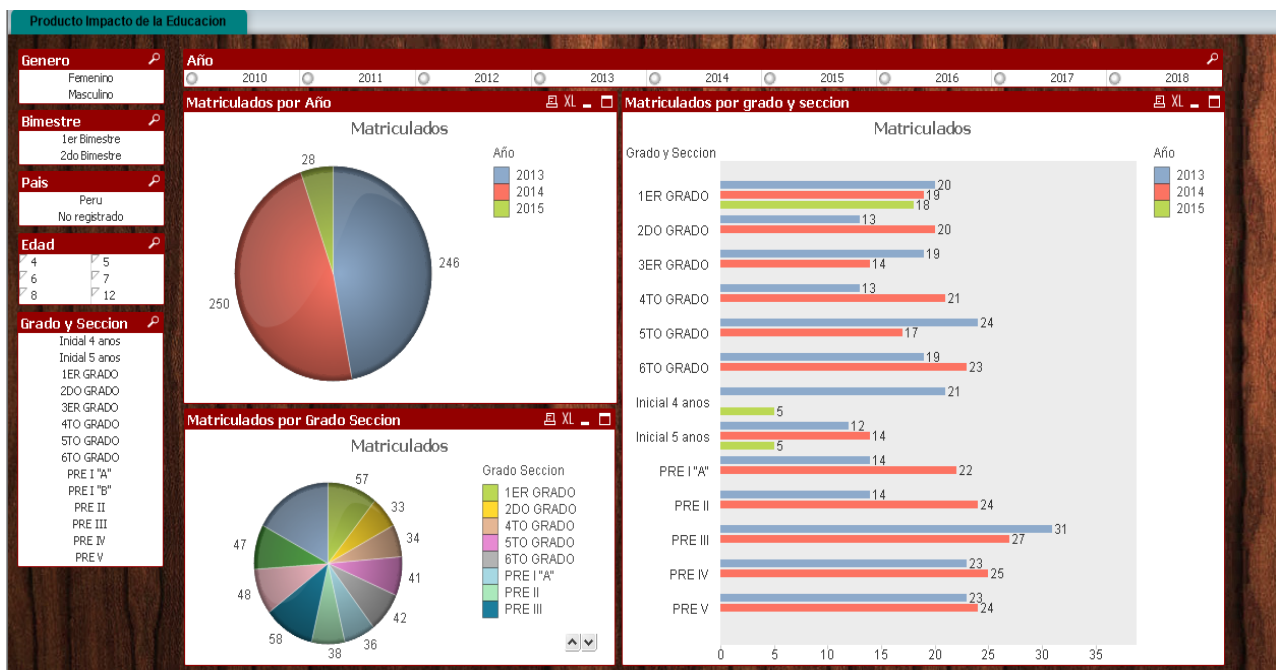 Producto Impacto de la Educacion
Genero
Femenino
Masculino
Bimestre
1er Bimestre
2do Bimestre
Pais
Peru
No registrado
Edad
4 5
6 7
8 12
Grado y Seccion
Inicial 4 anos
Inicial 5 anos
1ER GRADO
2DO GRADO
3ER GRADO
4TO GRADO
5TO GRADO
6TO GRADO
PRE I "A"
PRE I "B"
PRE II
PRE III
PRE IV
PRE V
Año
2010 2011 2012 2013 2014 2015 2016 2017 2018
Matriculados por Año XL
Matriculados
28
246
250
Año
2013
2014
2015
Matriculados por Grado Seccion XL
Matriculados
57
33
34
41
42
36
38
58
48
47
Grado Seccion
1ER GRADO
2DO GRADO
4TO GRADO
5TO GRADO
6TO GRADO
PRE I "A"
PRE II
PRE III
Matriculados por grado y seccion XL
Matriculados
Grado y Seccion
1ER GRADO 20 19 18
2DO GRADO 13 20
3ER GRADO 19 14
4TO GRADO 13 21
5TO GRADO 24 17
6TO GRADO 19 23
Inicial 4 anos 21 5
Inicial 5 anos 12 14 5
PRE I "A" 14 22
PRE II 14 24
PRE III 31 27
PRE IV 23 25
PRE V 23 24
0 5 10 15 20 25 30 35
Año
2013
2014
2015